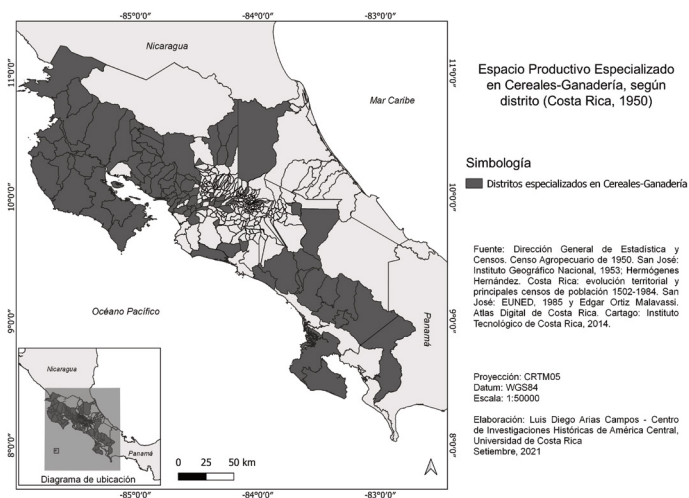 -85°0'0"
-84°0'0"
-83°0'0"
11°0'0"
10°0'0"
9°0'0"
8°0'0"
Nicaragua
Mar Caribe
Océano Pacífico
Panamá
11°0'0"
10°0'0"
9°0'0"
8°0'0"
Nicaragua
Panamá
Diagrama de ubicación
0 25 50 km
-85°0'0"
-84°0'0"
-83°0'0"
Espacio Productivo Especializado
en Cereales-Ganadería, según
distrito (Costa Rica, 1950)
Simbología
Distritos especializados en Cereales-Ganadería
Fuente: Dirección General de Estadística y
Censos. Censo Agropecuario de 1950. San José:
Instituto Geográfico Nacional, 1953; Hermógenes
Hernández. Costa Rica: evolución territorial y
principales censos de población 1502-1984. San
José: EUNED, 1985 y Edgar Ortiz Malavassi.
Atlas Digital de Costa Rica. Cartago: Instituto
Tecnológico de Costa Rica, 2014.
Proyección: CRTM05
Datum: WGS84
Escala: 1:50000
Elaboración: Luis Diego Arias Campos - Centro
de Investigaciones Históricas de América Central,
Universidad de Costa Rica
Setiembre, 2021